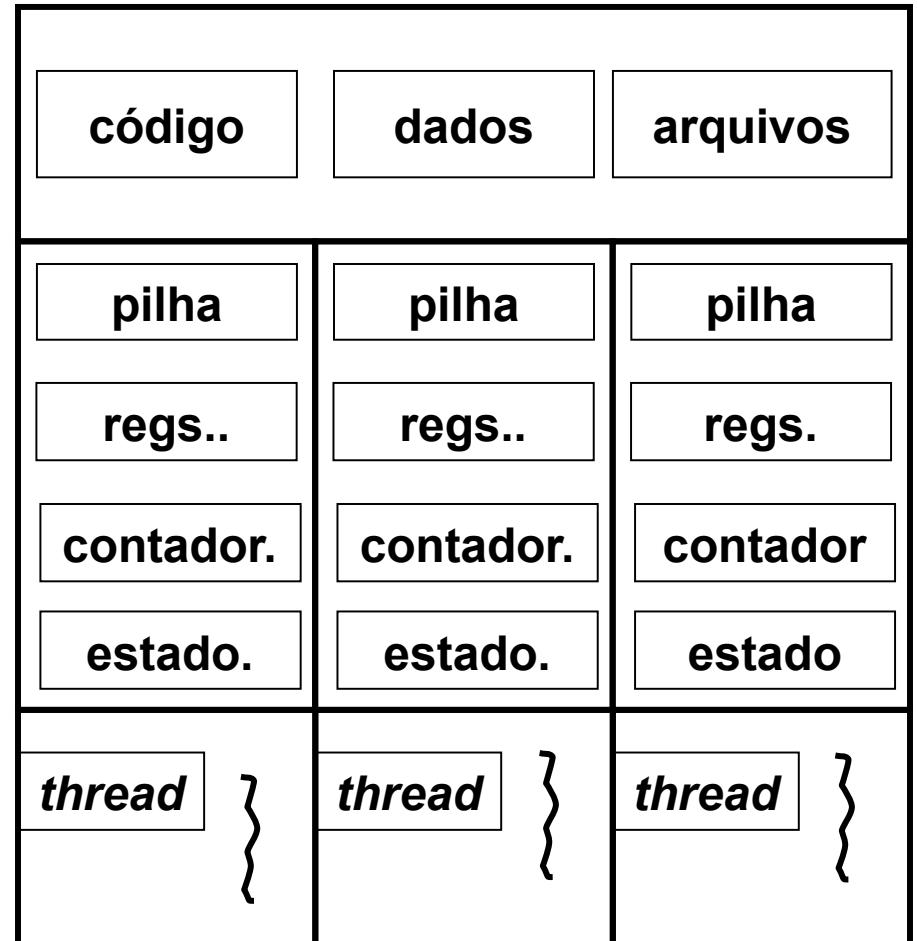 código dados arquivos
pilha pilha pilha
regs.. regs.. regs.
contador. contador. contador
estado. estado. estado
thread thread thread